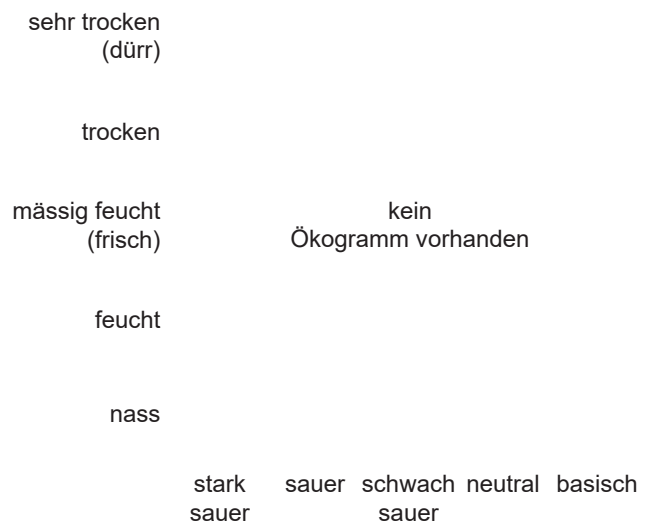 sehr trocken
(dürr)
trocken
mässig feucht
(frisch)
kein
Ökogramm vorhanden
feucht
nass
stark sauer schwach neutral basisch
sauer sauer